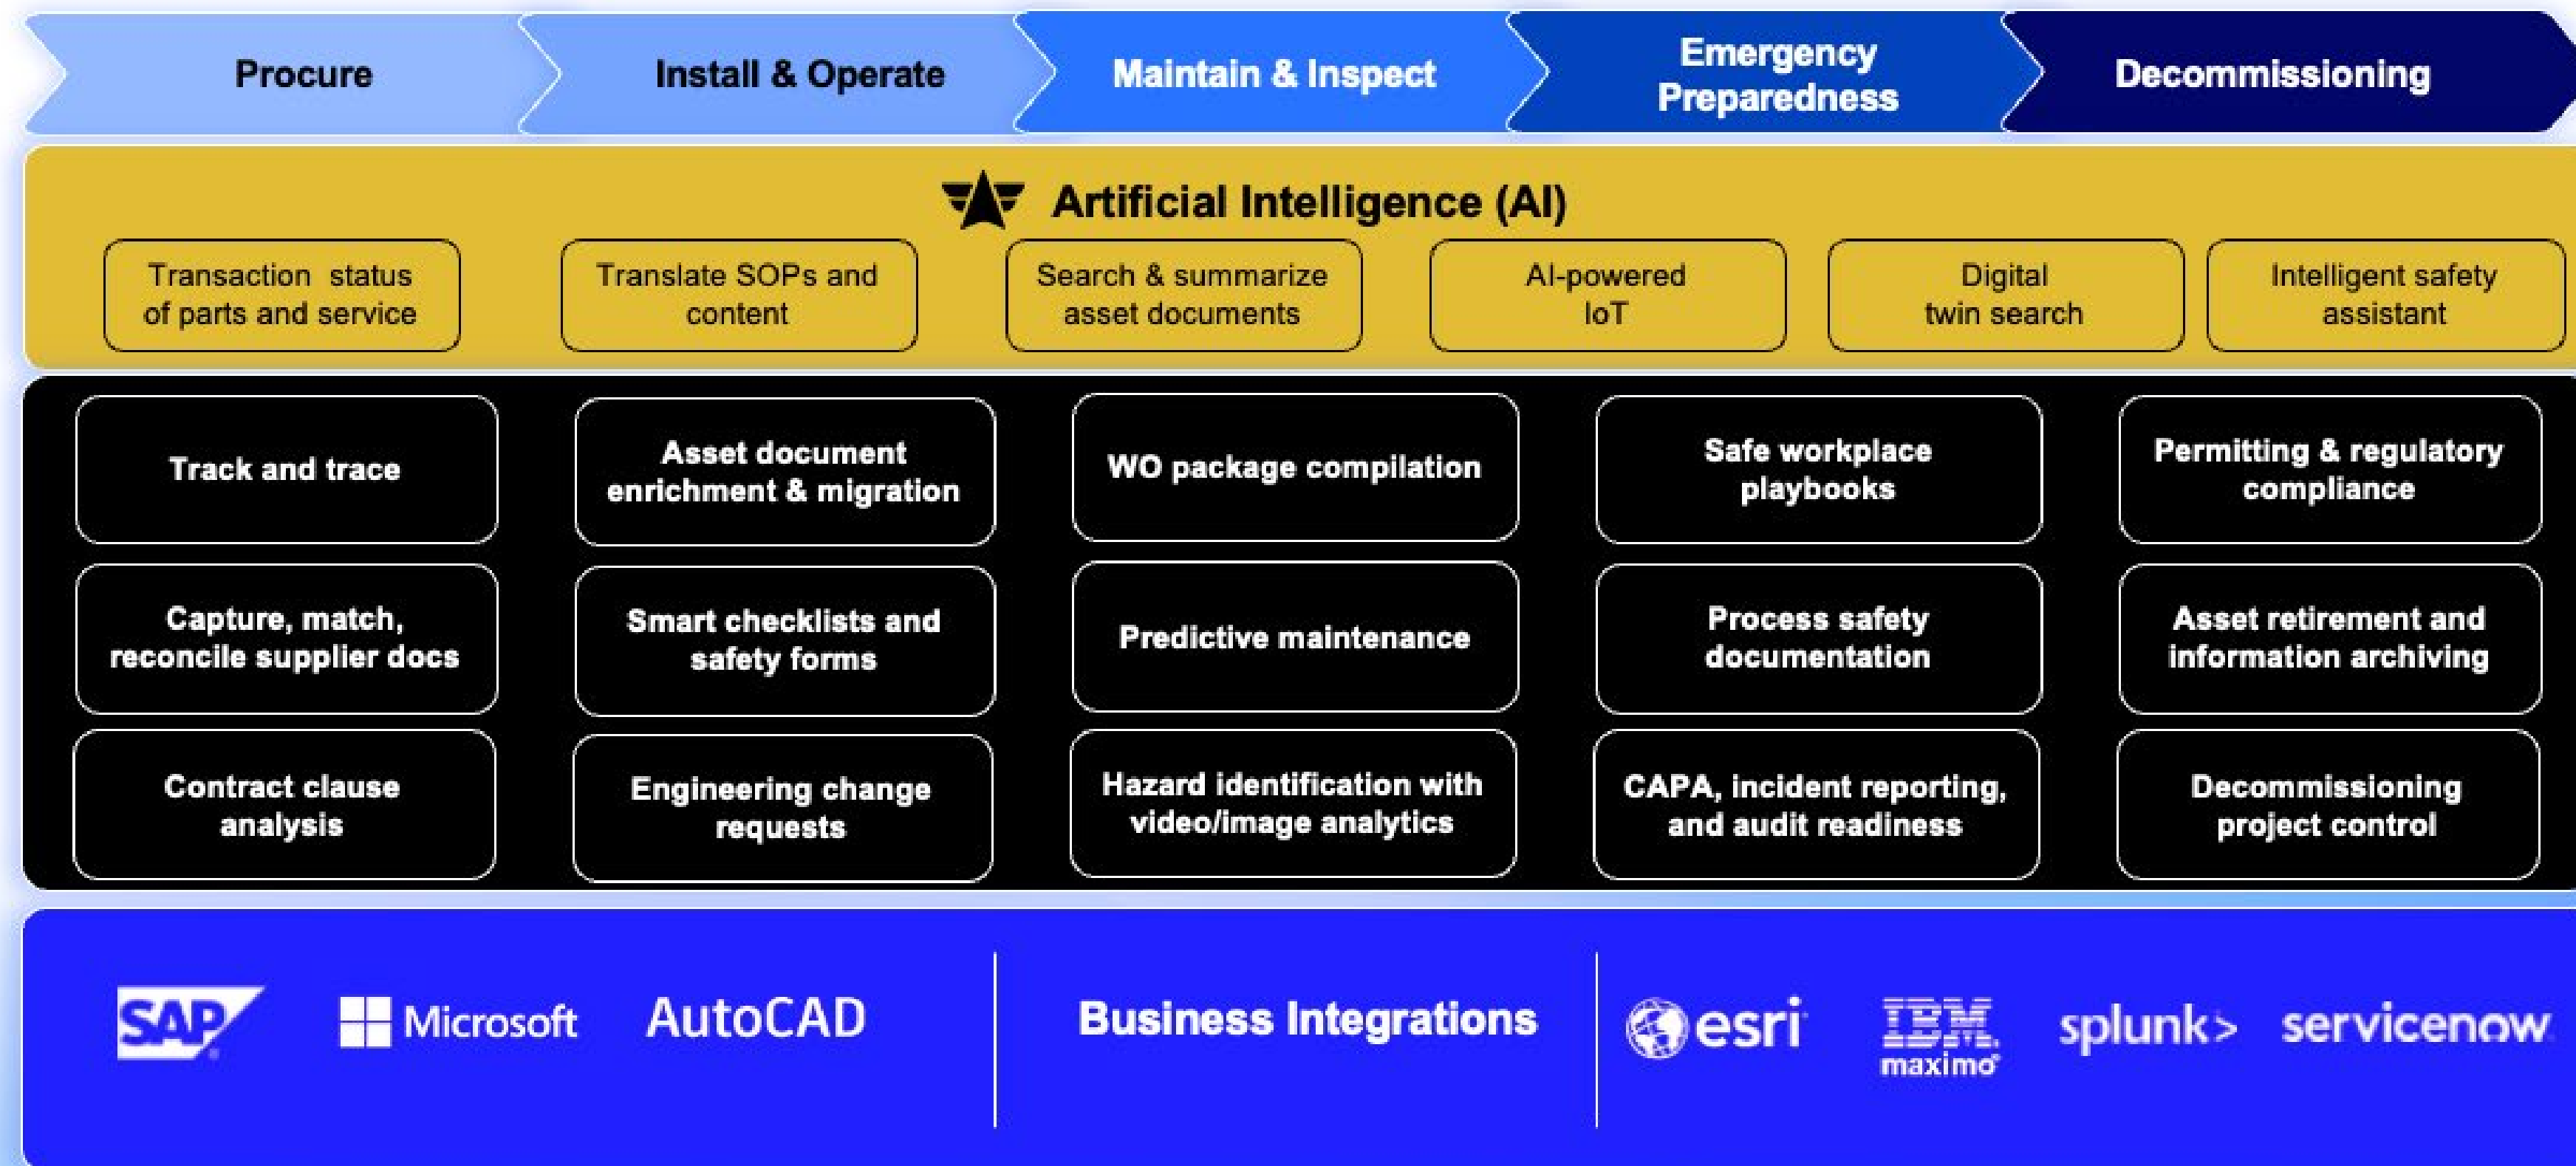 Procure
Install & Operate
Maintain & Inspect
Emergency
Preparedness
Decommissioning
Artificial Intelligence (AI)
Transaction status
of parts and service
Translate SOPs and
content
Search & summarize
asset documents
AI-powered
IoT
Digital
twin search
Intelligent safety
assistant
Track and trace
Asset document
enrichment & migration
WO package compilation
Safe workplace
playbooks
Permitting & regulatory
compliance
Capture, match,
reconcile supplier docs
Smart checklists and
safety forms
Predictive maintenance
Process safety
documentation
Asset retirement and
information archiving
Contract clause
analysis
Engineering change
requests
Hazard identification with
video/image analytics
CAPA, incident reporting,
and audit readiness
Decommissioning
project control
SAP
Microsoft
AutoCAD
Business Integrations
esri
IBM
maximo
splunk>
servicenow